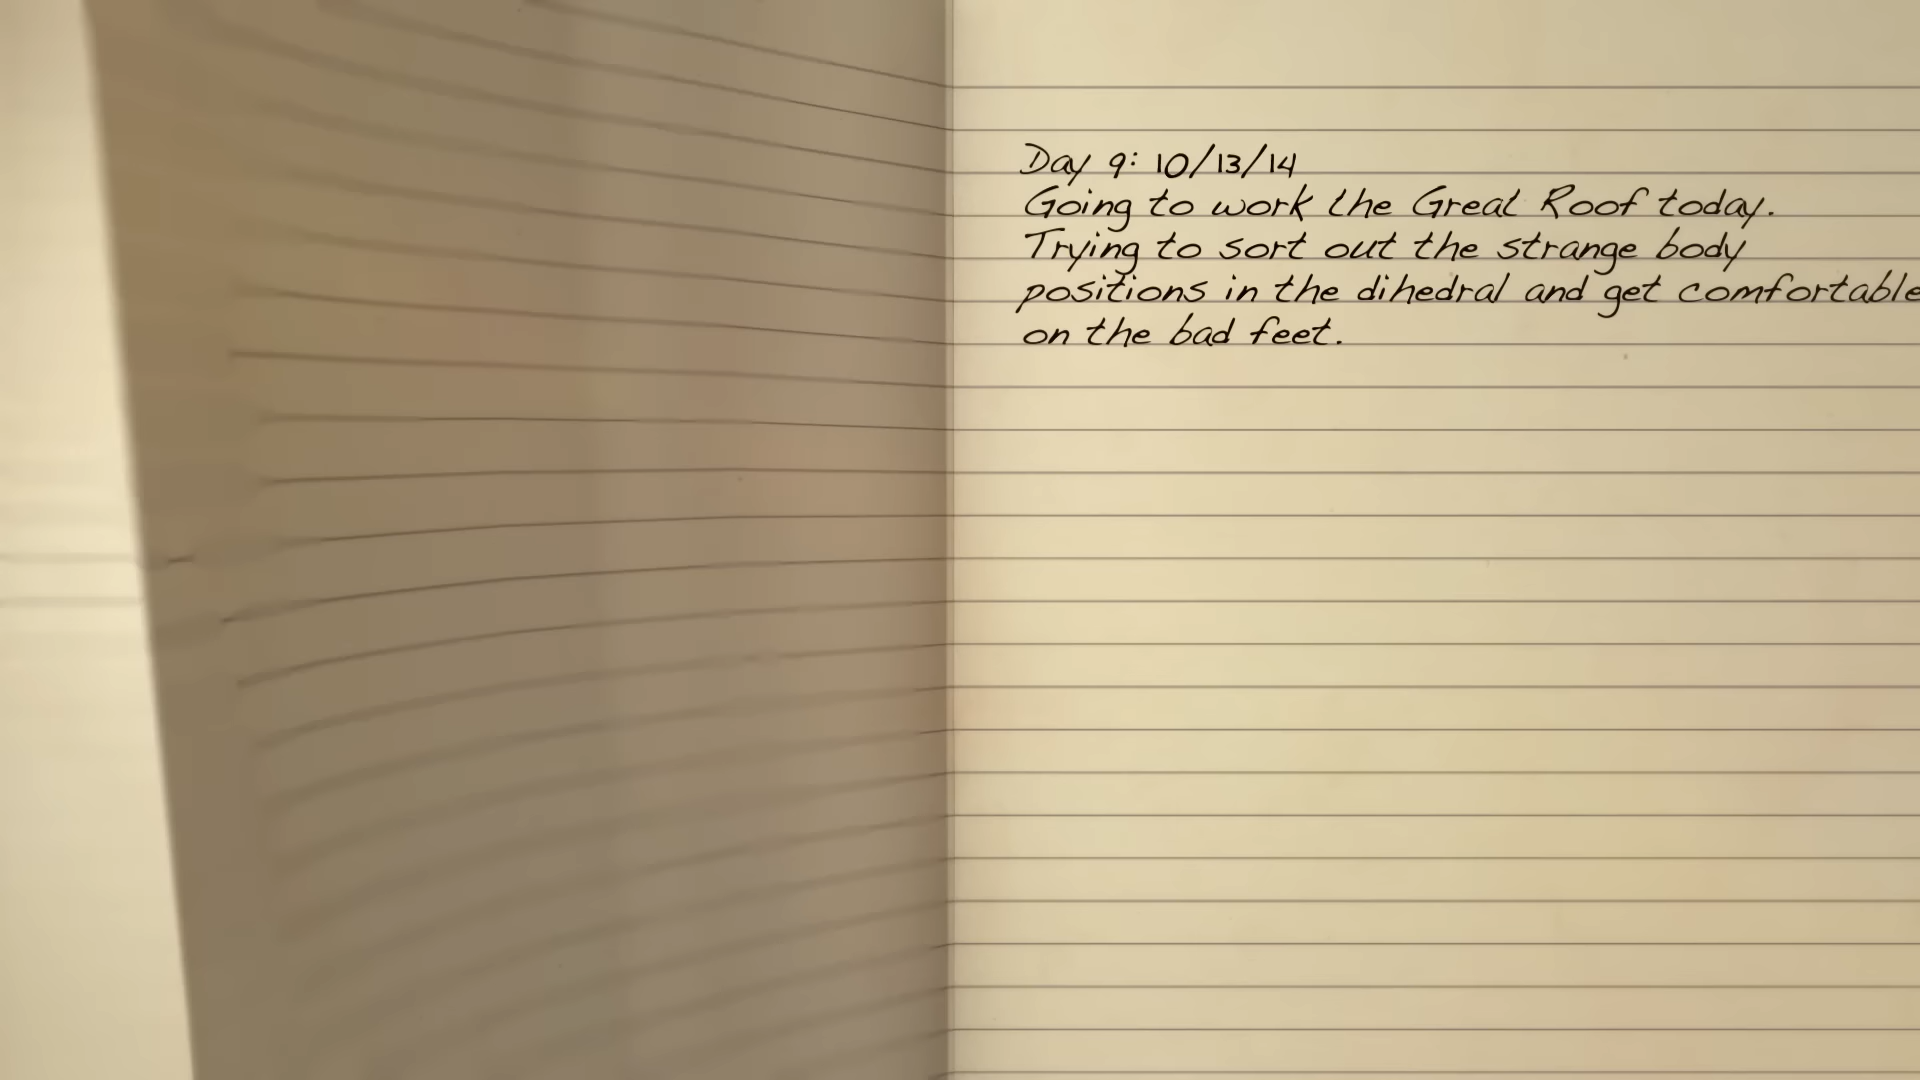 Day 9: 10/13/14
Going to work the Great Roof today.
Trying to sort out the strange body
positions in the dihedral and get comfortable
on the bad feet.